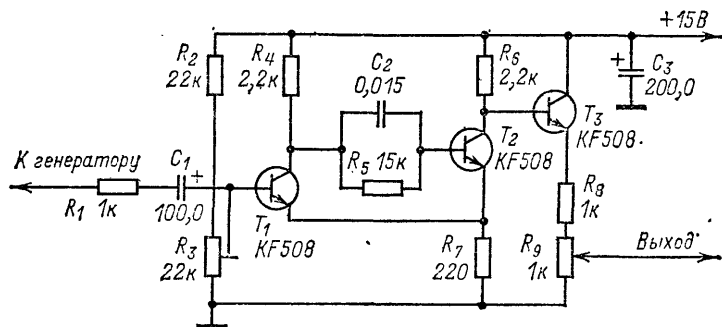 +15В
R2
22к
R4
2,2к
C2
0,015
R6
2,2к
+
C3
200,0
T3
KF508
T2
KF508
R5 15к
К генератору
R1
1к
C1
+
100,0
T1
KF508
R8
1к
R3
22к
R7
220
R9
1к
Выход